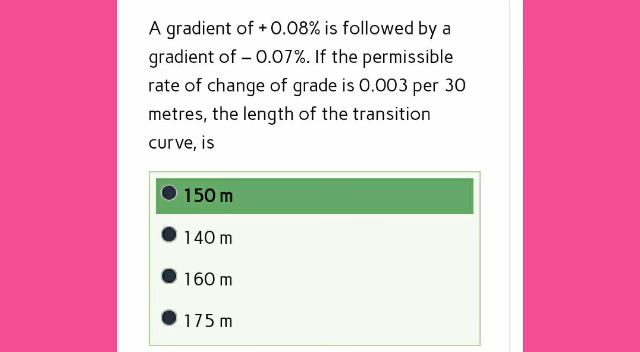 A gradient of + 0.08% is followed by a
gradient of – 0.07%. If the permissible
rate of change of grade is 0.003 per 30
metres, the length of the transition
curve, is
150 m
140 m
160 m
175 m